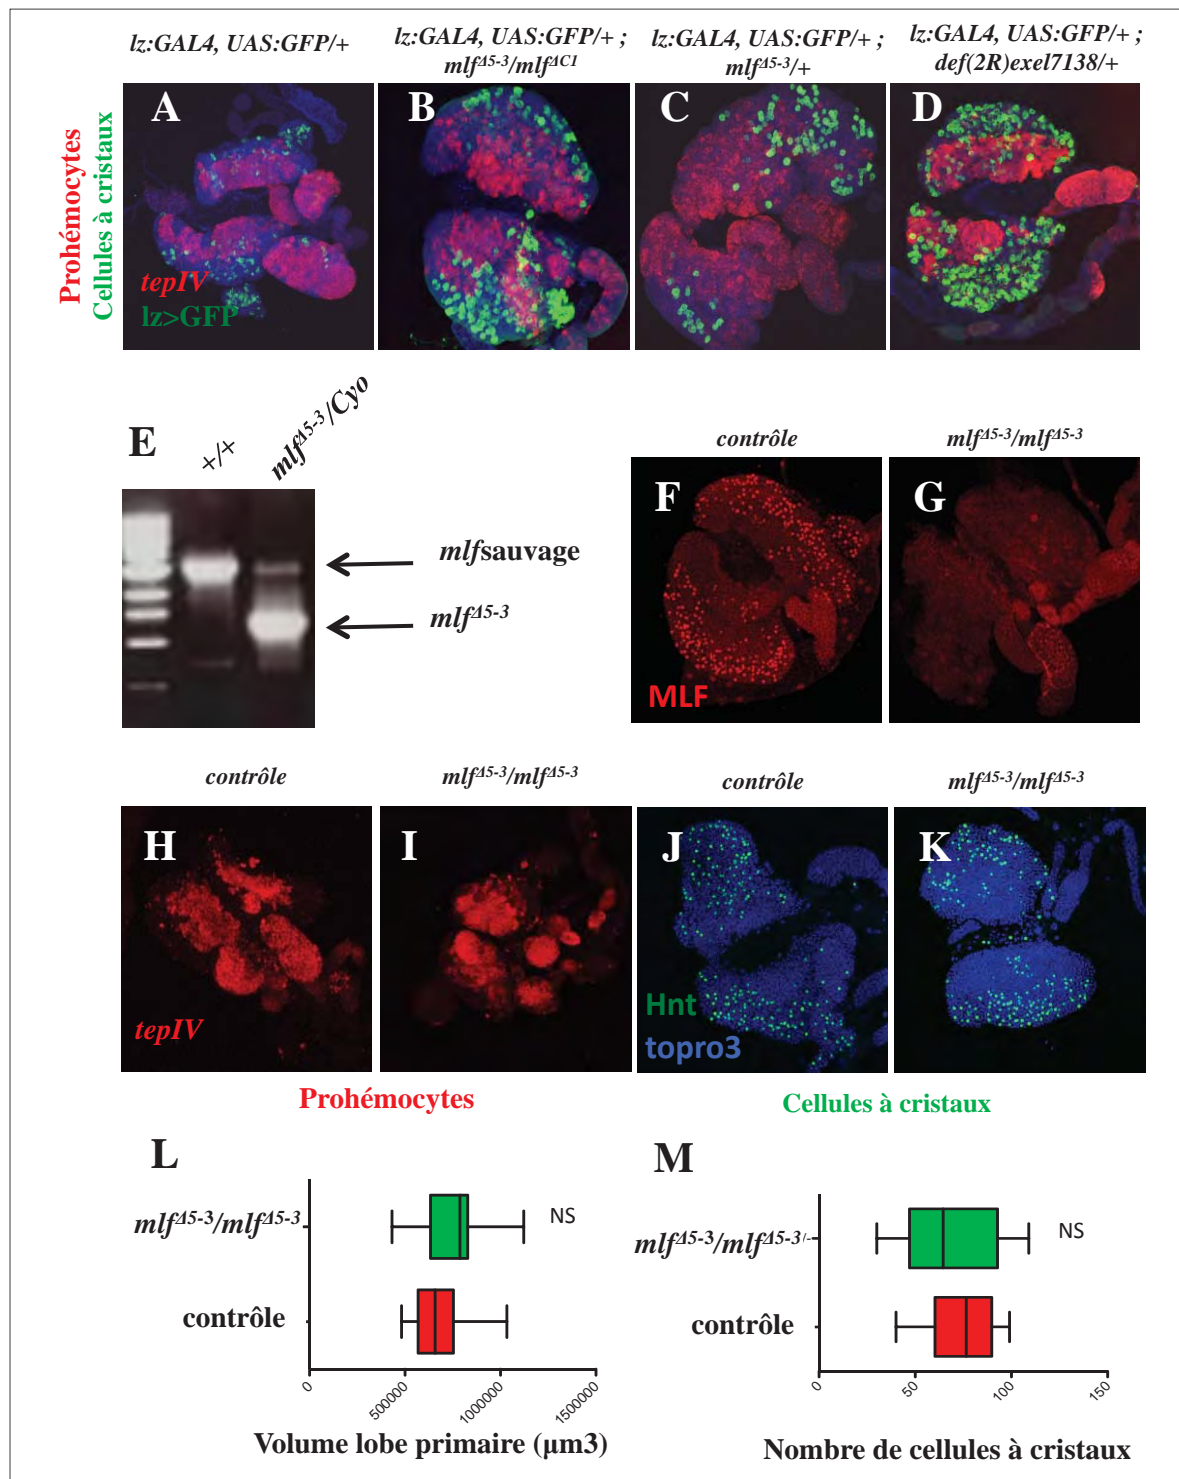 lz:GAL4, UAS:GFP/+
lz:GAL4, UAS:GFP/+ ;
mlfΔ5-3/mlfΔC1
lz:GAL4, UAS:GFP/+ ;
mlfΔ5-3/+
lz:GAL4, UAS:GFP/+ ;
def(2R)exel7138/+
Prohémocytes
Cellules à cristaux
A
B
C
D
tepIV
lz>GFP
E
+/+
mlfΔ5-3/Cyo
mlfsauvage
mlfΔ5-3
contrôle
mlfΔ5-3/mlfΔ5-3
F
G
MLF
contrôle
mlfΔ5-3/mlfΔ5-3
contrôle
mlfΔ5-3/mlfΔ5-3
H
I
J
K
tepIV
Hnt
topro3
Prohémocytes
Cellules à cristaux
L
mlfΔ5-3/mlfΔ5-3
NS
contrôle
0
500000
1000000
1500000
Volume lobe primaire (µm3)
M
mlfΔ5-3/mlfΔ5-3/-
NS
contrôle
0
50
100
150
Nombre de cellules à cristaux